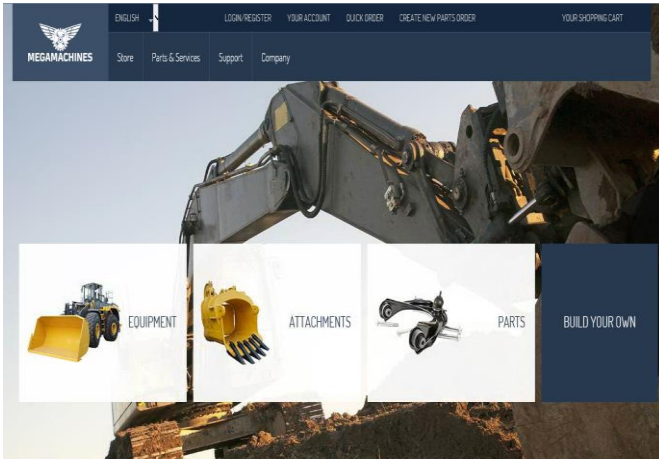 ENGLISH
LOGIN/REGISTER
YOUR ACCOUNT
QUICK ORDER
CREATE NEW PARTS ORDER
YOUR SHOPPING CART
MEGAMACHINES
Store
Parts & Services
Support
Company
EQUIPMENT
ATTACHMENTS
PARTS
BUILD YOUR OWN